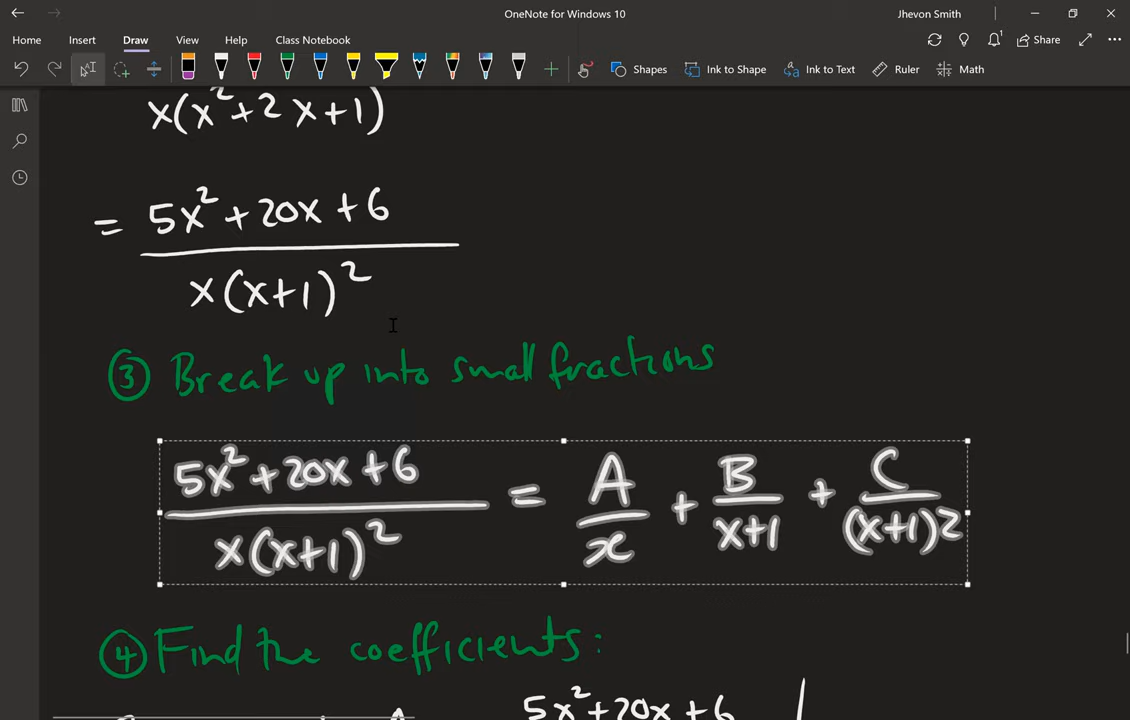 OneNote for Windows 10
Jhevon Smith
Home Insert Draw View Help Class Notebook
Share
Shapes Ink to Shape Ink to Text Ruler Math
x(x²+2x+1)
= 5x²+20x+6
x(x+1)²
③ Break up into small fractions
5x²+20x+6 = A + B + C
x(x+1)² x x+1 (x+1)2
④ Find the coefficients:
5x²+20x+6